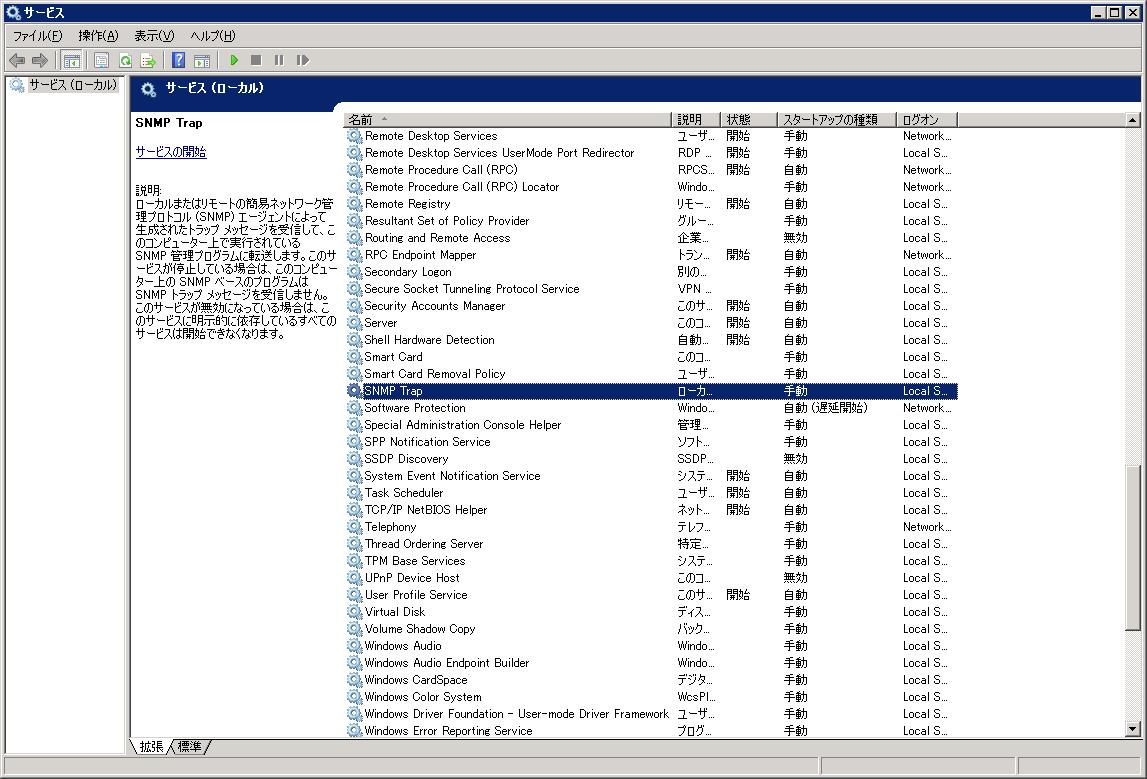 サービス
ファイル(F) 操作(A) 表示(V) ヘルプ(H)
サービス (ローカル)
サービス (ローカル)
SNMP Trap
サービスの開始
説明:
ローカルまたはリモートの簡易ネットワーク管
理プロトコル (SNMP) エージェントによって
生成されたトラップ メッセージを受信して、こ
のコンピューター上で実行されている
SNMP 管理プログラムに転送します。このサ
ービスが停止している場合は、このコンピュー
ター上の SNMP ベースのプログラムは
SNMP トラップ メッセージを受信しません。
このサービスが無効になっている場合は、こ
のサービスに明示的に依存しているすべての
サービスは開始できなくなります。
名前 説明 状態 スタートアップの種類 ログオン
Remote Desktop Services ユーザ... 開始 手動 Network...
Remote Desktop Services UserMode Port Redirector RDP ... 開始 手動 Local S...
Remote Procedure Call (RPC) RPCS... 開始 自動 Network...
Remote Procedure Call (RPC) Locator Windo... 手動 Network...
Remote Registry リモー... 開始 自動 Local S...
Resultant Set of Policy Provider グルー... 手動 Local S...
Routing and Remote Access 企業... 無効 Local S...
RPC Endpoint Mapper トラン... 開始 自動 Network...
Secondary Logon 別の... 手動 Local S...
Secure Socket Tunneling Protocol Service VPN ... 手動 Local S...
Security Accounts Manager このサ... 開始 自動 Local S...
Server このコ... 開始 自動 Local S...
Shell Hardware Detection 自動... 開始 自動 Local S...
Smart Card このコ... 手動 Local S...
Smart Card Removal Policy ユーザ... 手動 Local S...
SNMP Trap ローカ... 手動 Local S...
Software Protection Windo... 自動 (遅延開始) Network...
Special Administration Console Helper 管理... 手動 Local S...
SPP Notification Service ソフト... 手動 Local S...
SSDP Discovery SSDP... 無効 Local S...
System Event Notification Service システ... 開始 自動 Local S...
Task Scheduler ユーザ... 開始 自動 Local S...
TCP/IP NetBIOS Helper ネット... 開始 自動 Local S...
Telephony テレフ... 手動 Network...
Thread Ordering Server 特定... 手動 Local S...
TPM Base Services システ... 手動 Local S...
UPnP Device Host このコ... 無効 Local S...
User Profile Service このサ... 開始 自動 Local S...
Virtual Disk ディス... 手動 Local S...
Volume Shadow Copy バック... 手動 Local S...
Windows Audio Windo... 手動 Local S...
Windows Audio Endpoint Builder Windo... 手動 Local S...
Windows CardSpace デジタ... 手動 Local S...
Windows Color System WcsPl... 手動 Local S...
Windows Driver Foundation - User-mode Driver Framework ユーザ... 手動 Local S...
Windows Error Reporting Service プログ... 手動 Local S...
拡張 標準